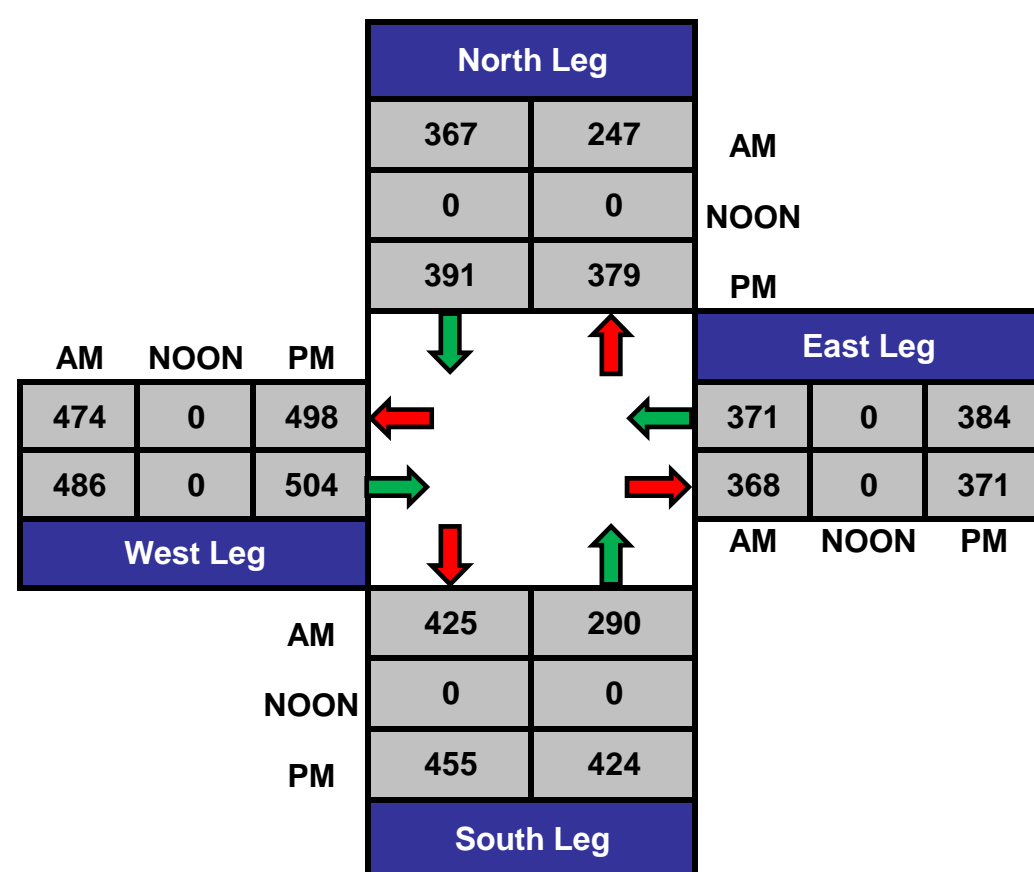 North Leg
367 247 AM
0 0 NOON
391 379 PM
East Leg
AM NOON PM
474 0 498 371 0 384
486 0 504 368 0 371
West Leg
AM NOON PM
AM 425 290
NOON 0 0
PM 455 424
South Leg